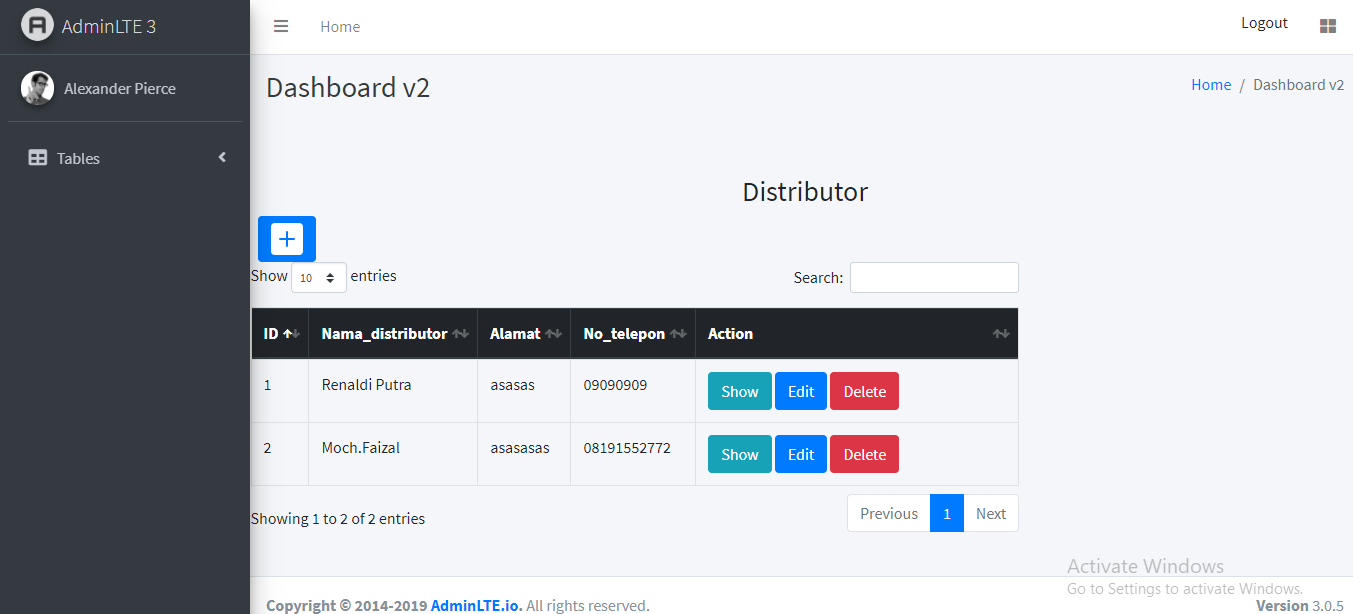 AdminLTE 3
Home
Logout
Alexander Pierce
Dashboard v2
Home / Dashboard v2
Tables
Distributor
Show 10 entries
Search:
ID Nama_distributor Alamat No_telepon Action
1 Renaldi Putra asasas 09090909 Show Edit Delete
2 Moch.Faizal asasasas 08191552772 Show Edit Delete
Showing 1 to 2 of 2 entries
Previous 1 Next
Activate Windows
Go to Settings to activate Windows.
Copyright © 2014-2019 AdminLTE.io. All rights reserved.
Version 3.0.5